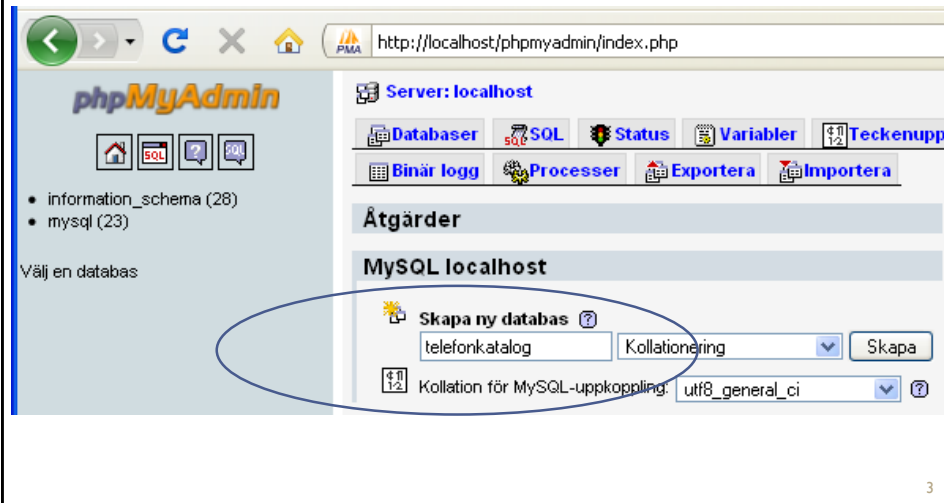 PMA http://localhost/phpmyadmin/index.php
phpMyAdmin
SQL SQL
information_schema (28)
mysql (23)
Välj en databas
Server: localhost
Databaser SQL Status Variabler Teckenupp
Binär logg Processer Exportera Importera
Åtgärder
MySQL localhost
Skapa ny databas
telefonkatalog Kollationering Skapa
Kollation för MySQL-uppkoppling: utf8_general_ci
3